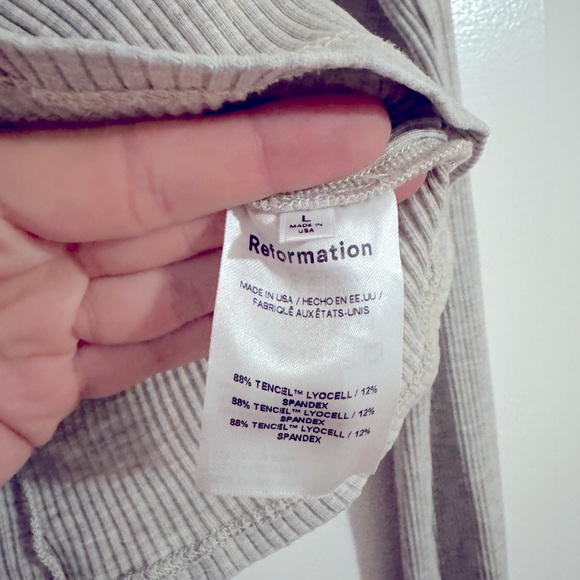 L
MADE IN
USA
Reformation
MADE IN USA / HECHO EN EE.UU /
FABRIQUÉ AUX ÉTATS-UNIS
88% TENCEL™ LYOCELL / 12%
SPANDEX
88% TENCEL™ LYOCELL / 12%
SPANDEX
88% TENCEL™ LYOCELL / 12%
SPANDEX